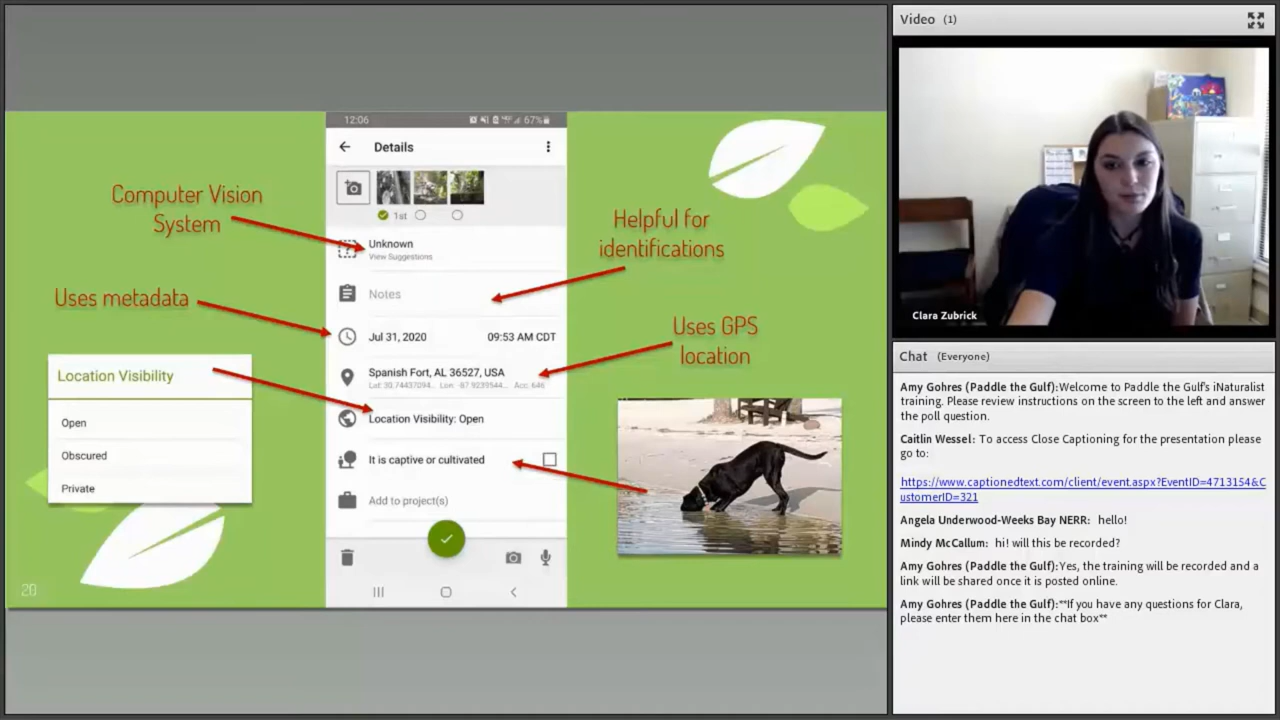 Computer Vision
System
Uses metadata
Location Visibility
Open
Obscured
Private
20
12:06
67%
Details
1st
Unknown
View Suggestions
Notes
Jul 31, 2020 09:53 AM CDT
Spanish Fort, AL 36527, USA
Acc: 646
Location Visibility: Open
It is captive or cultivated
Add to project(s)
Helpful for
identifications
Uses GPS
location
Video (1)
Clara Zubrick
Chat (Everyone)
Amy Gohres (Paddle the Gulf):Welcome to Paddle the Gulf's iNaturalist
training. Please review instructions on the screen to the left and answer
the poll question.
Caitlin Wessel: To access Close Captioning for the presentation please
go to:
https://www.captionedtext.com/client/event.aspx?EventID=4713154&C
ustomerID=321
Angela Underwood-Weeks Bay NERR: hello!
Mindy McCallum: hi! will this be recorded?
Amy Gohres (Paddle the Gulf):Yes, the training will be recorded and a
link will be shared once it is posted online.
Amy Gohres (Paddle the Gulf):**If you have any questions for Clara,
please enter them here in the chat box**